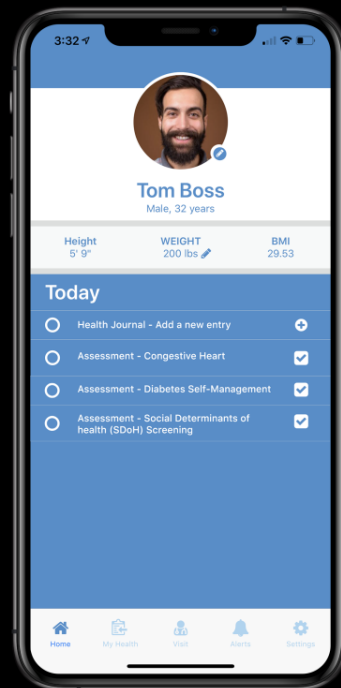 3:32
Tom Boss
Male, 32 years
Height WEIGHT BMI
5' 9" 200 lbs 29.53
Today
Health Journal - Add a new entry
Assessment - Congestive Heart
Assessment - Diabetes Self-Management
Assessment - Social Determinants of
health (SDoH) Screening
Home My Health Visit Alerts Settings